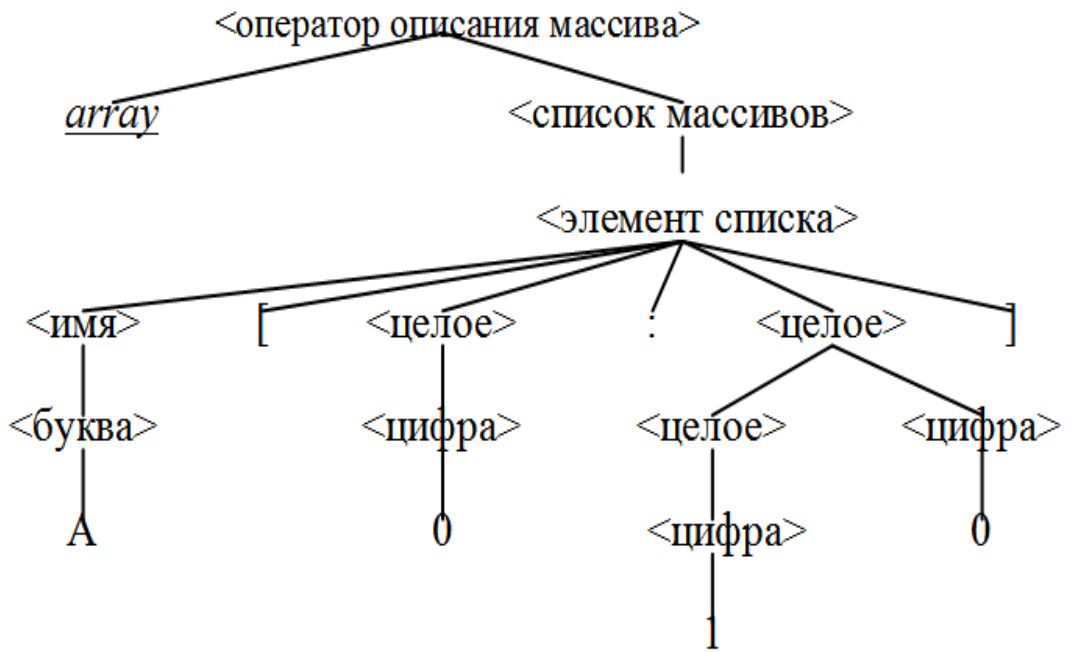 <оператор описания массива>
array <список массивов>
<элемент списка>
<имя> [ <целое> : <целое> ]
<буква> <цифра> <целое> <цифра>
A 0 <цифра> 0
1